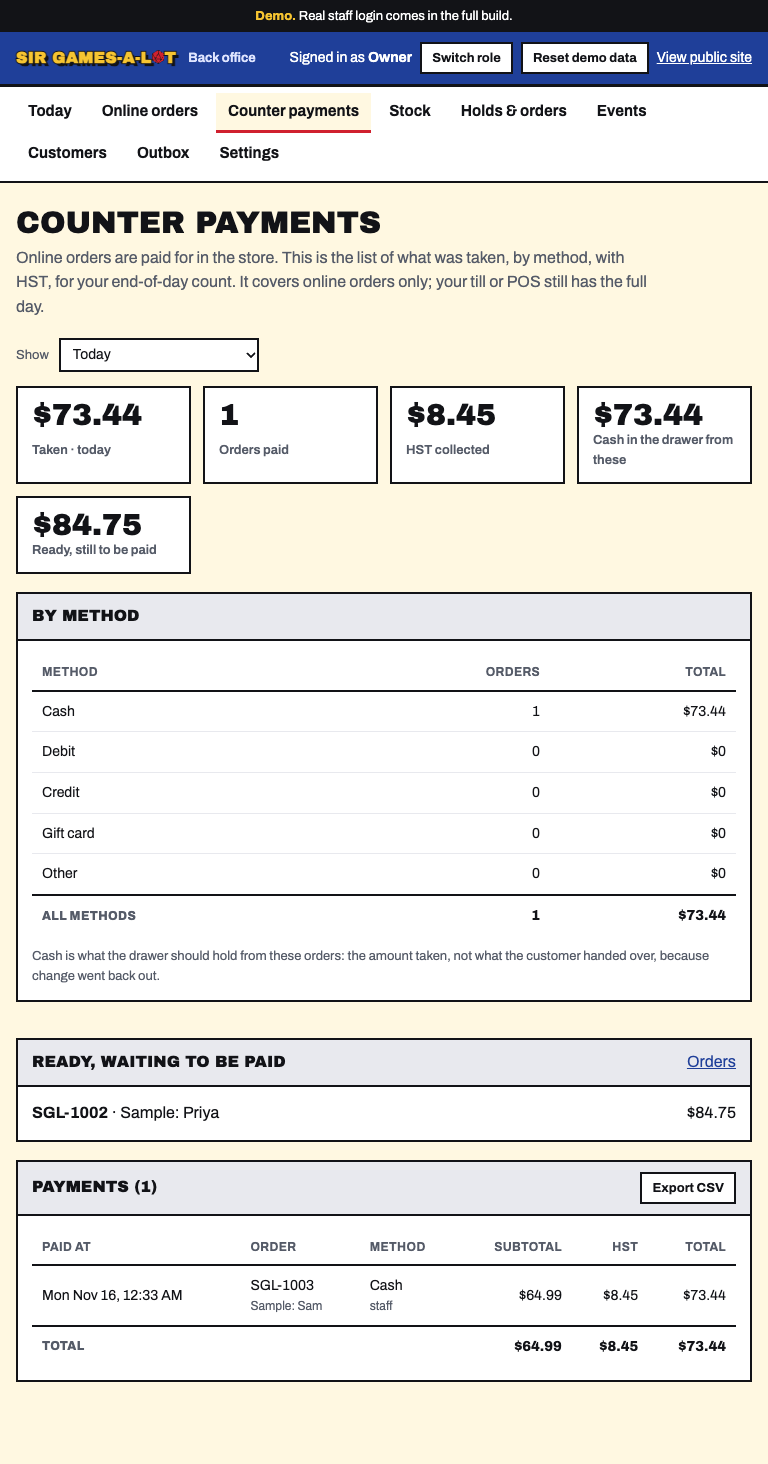 Demo. Real staff login comes in the full build.
SIR GAMES-A-LOT Back office Signed in as Owner Switch role Reset demo data View public site
Today Online orders Counter payments Stock Holds & orders Events
Customers Outbox Settings
COUNTER PAYMENTS
Online orders are paid for in the store. This is the list of what was taken, by method, with
HST, for your end-of-day count. It covers online orders only; your till or POS still has the full
day.
Show Today
$73.44
Taken · today
1
Orders paid
$8.45
HST collected
$73.44
Cash in the drawer from
these
$84.75
Ready, still to be paid
BY METHOD
METHOD ORDERS TOTAL
Cash 1 $73.44
Debit 0 $0
Credit 0 $0
Gift card 0 $0
Other 0 $0
ALL METHODS 1 $73.44
Cash is what the drawer should hold from these orders: the amount taken, not what the customer handed over, because
change went back out.
READY, WAITING TO BE PAID Orders
SGL-1002 · Sample: Priya $84.75
PAYMENTS (1) Export CSV
PAID AT ORDER METHOD SUBTOTAL HST TOTAL
Mon Nov 16, 12:33 AM SGL-1003 Cash $64.99 $8.45 $73.44
Sample: Sam staff
TOTAL $64.99 $8.45 $73.44